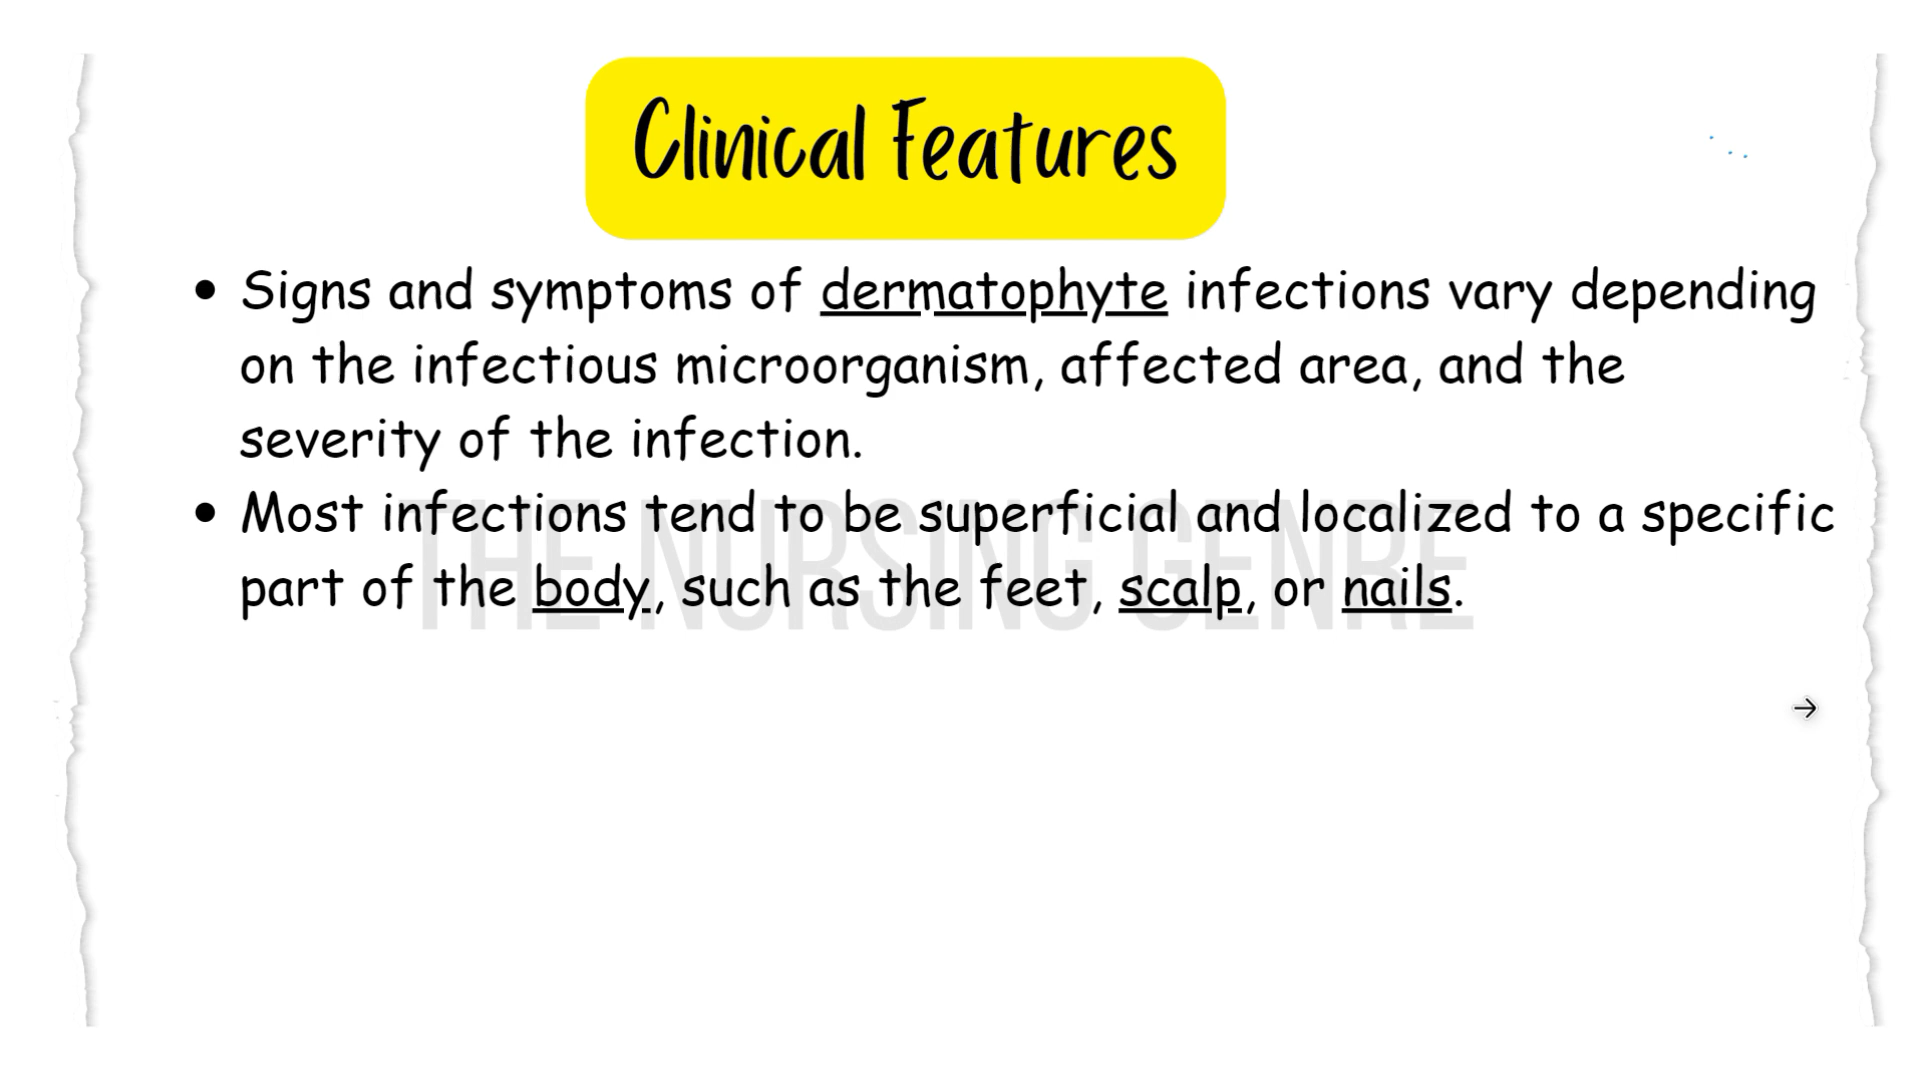 Clinical Features
• Signs and symptoms of dermatophyte infections vary depending
on the infectious microorganism, affected area, and the
severity of the infection.
• Most infections tend to be superficial and localized to a specific
part of the body, such as the feet, scalp, or nails.
THE NURSING GENRE